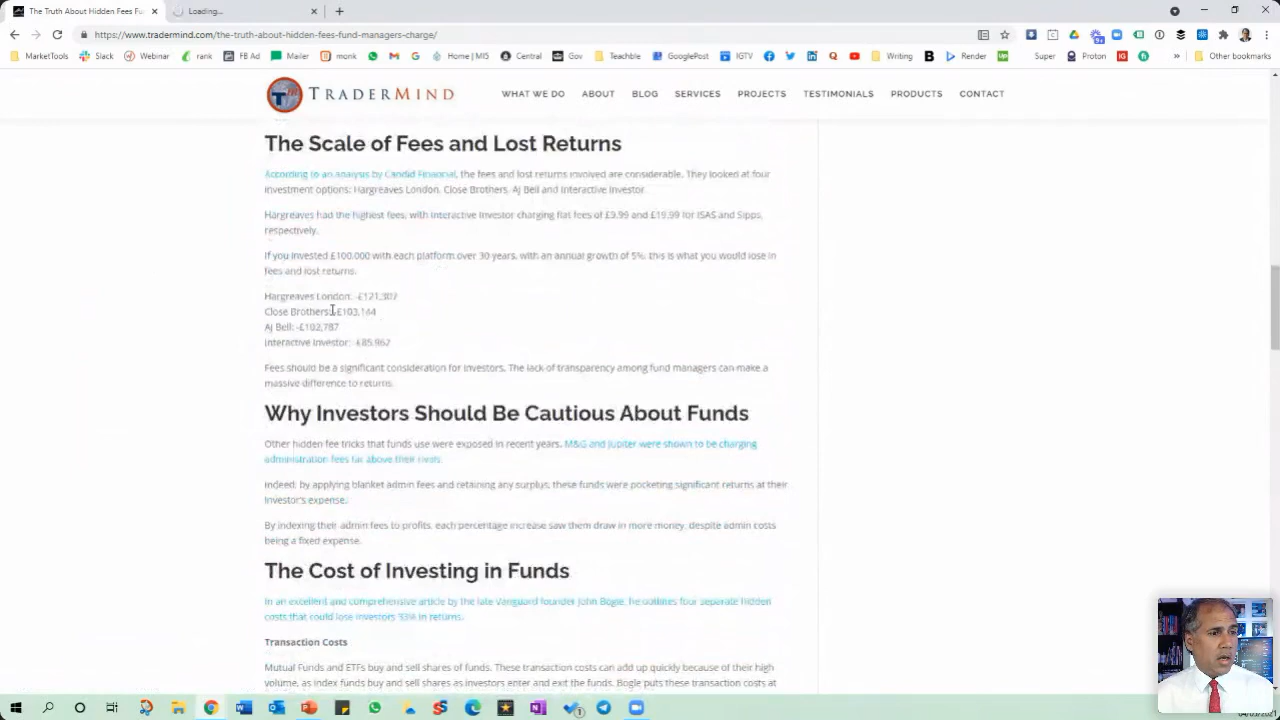 The Truth About Hidden Fees Fun
Loading...
https://www.tradermind.com/the-truth-about-hidden-fees-fund-managers-charge/
MarketTools Slack Webinar rank FB Ad Mailer monk Home | MIS Central Gov Teachble GooglePost IGTV Writing Render Super Proton » Other bookmarks
TRADERMIND
WHAT WE DO ABOUT BLOG SERVICES PROJECTS TESTIMONIALS PRODUCTS CONTACT
The Scale of Fees and Lost Returns
According to an analysis by Candid Financial, the fees and lost returns involved are considerable. They looked at four
investment options: Hargreaves London, Close Brothers, Aj Bell and Interactive Investor.
Hargreaves had the highest fees, with Interactive Investor charging flat fees of £9.99 and £19.99 for ISAS and Sipps,
respectively.
If you invested £100,000 with each platform over 30 years, with an annual growth of 5%, this is what you would lose in
fees and lost returns.
Hargreaves London: -£121,302
Close Brothers: -£103,144
Aj Bell: -£102,787
Interactive Investor: -£85,962
Fees should be a significant consideration for investors. The lack of transparency among fund managers can make a
massive difference to returns.
Why Investors Should Be Cautious About Funds
Other hidden fee tricks that funds use were exposed in recent years. M&G and Jupiter were shown to be charging
administration fees far above their rivals.
Indeed, by applying blanket admin fees and retaining any surplus, these funds were pocketing significant returns at their
Investor's expense.
By indexing their admin fees to profits, each percentage increase saw them draw in more money, despite admin costs
being a fixed expense.
The Cost of Investing in Funds
In an excellent and comprehensive article by the late Vanguard founder John Bogle, he outlines four separate hidden
costs that could lose investors 33% in returns.
Transaction Costs
Mutual Funds and ETFs buy and sell shares of funds. These transaction costs can add up quickly because of their high
volume, as index funds buy and sell shares as investors enter and exit the funds. Bogle puts these transaction costs at